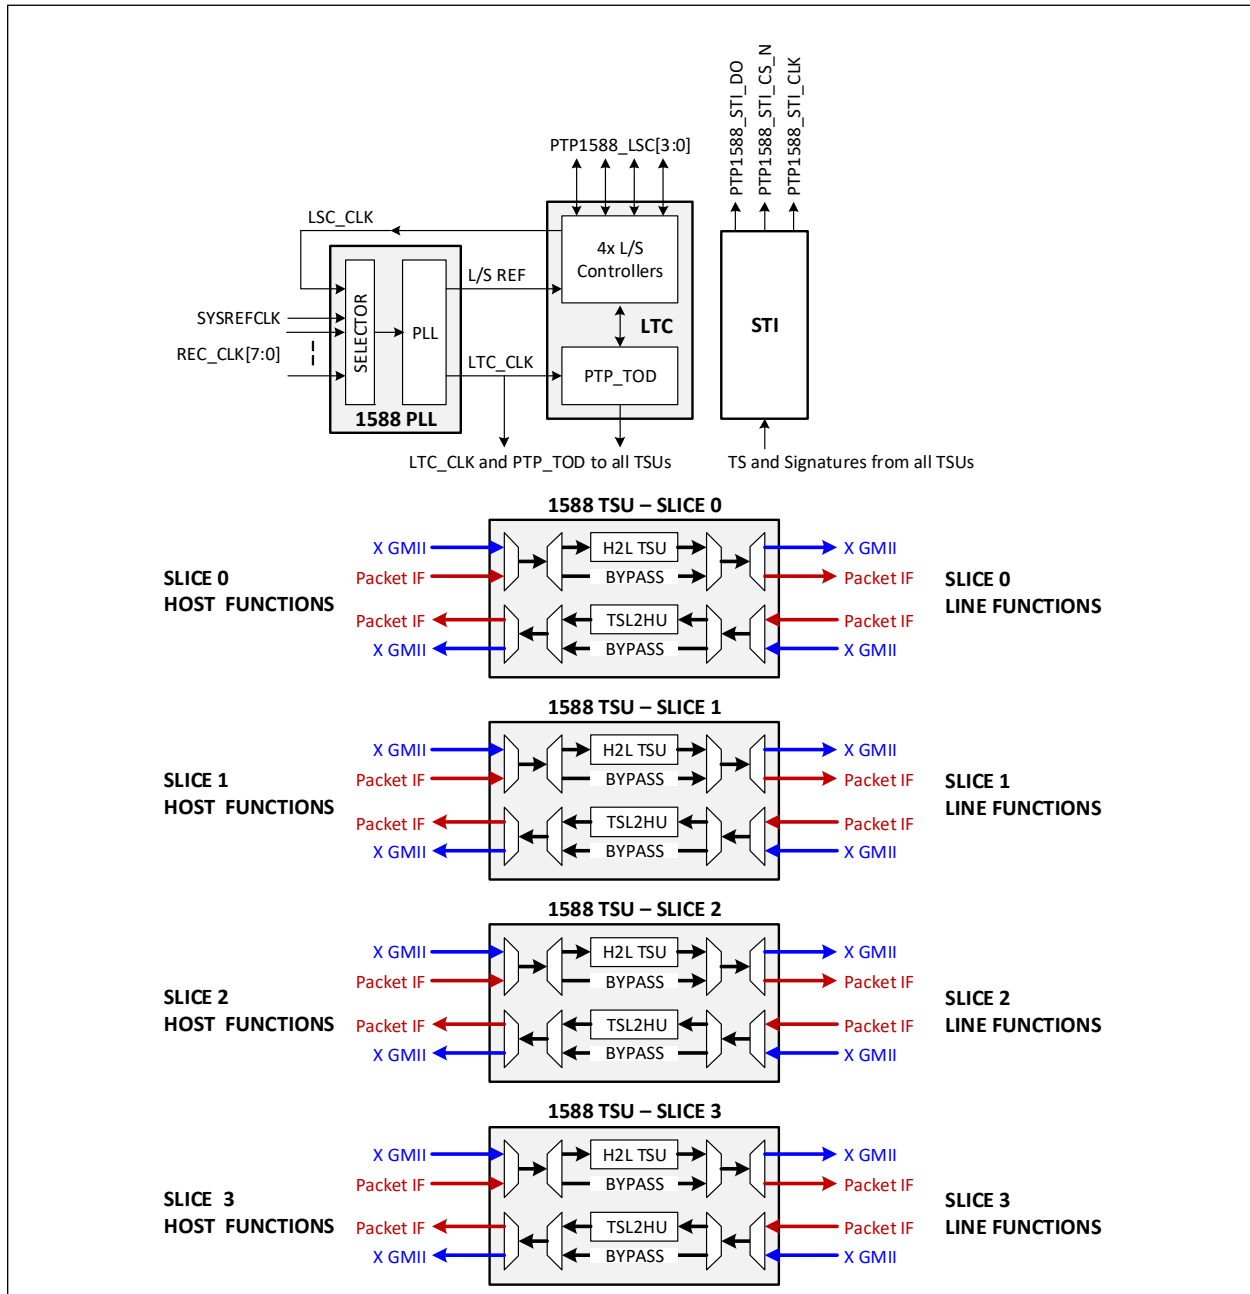 PTP1588_STI_DO
PTP1588_STI_CS_N
PTP1588_STI_CLK
PTP1588_LSC[3:0]
LSC_CLK
4x L/S
Controllers
L/S REF
SYSREFCLK
SELECTOR
PLL
LTC
STI
REC_CLK[7:0]
LTC_CLK
PTP_TOD
1588 PLL
LTC_CLK and PTP_TOD to all TSUs
TS and Signatures from all TSUs
1588 TSU – SLICE 0
X GMII
H2L TSU
X GMII
SLICE 0
HOST FUNCTIONS
Packet IF
BYPASS
Packet IF
SLICE 0
LINE FUNCTIONS
Packet IF
TSL2HU
Packet IF
X GMII
BYPASS
X GMII
1588 TSU – SLICE 1
X GMII
H2L TSU
X GMII
SLICE 1
HOST FUNCTIONS
Packet IF
BYPASS
Packet IF
SLICE 1
LINE FUNCTIONS
Packet IF
TSL2HU
Packet IF
X GMII
BYPASS
X GMII
1588 TSU – SLICE 2
X GMII
H2L TSU
X GMII
SLICE 2
HOST FUNCTIONS
Packet IF
BYPASS
Packet IF
SLICE 2
LINE FUNCTIONS
Packet IF
TSL2HU
Packet IF
X GMII
BYPASS
X GMII
1588 TSU – SLICE 3
X GMII
H2L TSU
X GMII
SLICE 3
HOST FUNCTIONS
Packet IF
BYPASS
Packet IF
SLICE 3
LINE FUNCTIONS
Packet IF
TSL2HU
Packet IF
X GMII
BYPASS
X GMII